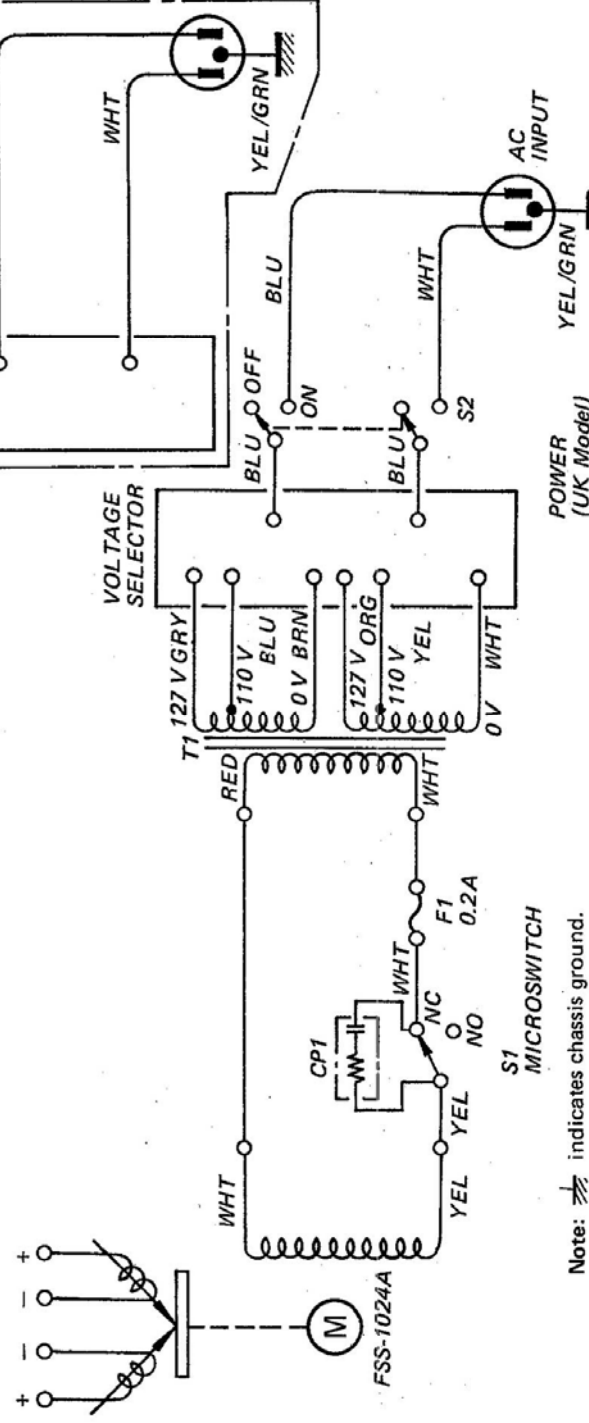 WHT
YEL/GRN
BLU
WHT
AC
INPUT
YEL/GRN
OFF
ON
S2
BLU
BLU
POWER
(UK Model)
VOLTAGE
SELECTOR
127 V GRY
110 V
BLU
0 V BRN
127 V
ORG
110 V
YEL
0 V
WHT
T1
RED
WHT
F1
0.2A
WHT
NC
NO
CP1
S1
MICROSWITCH
YEL
YEL
WHT
+
−
−
+
M
FSS-1024A
Note: indicates chassis ground.